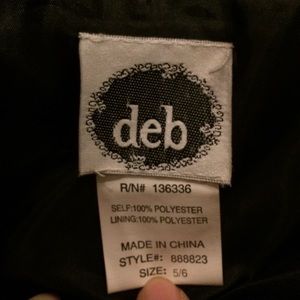 deb
R/N# 136336
SELF:100% POLYESTER
LINING:100% POLYESTER
MADE IN CHINA
STYLE#: 888823
SIZE: 5/6